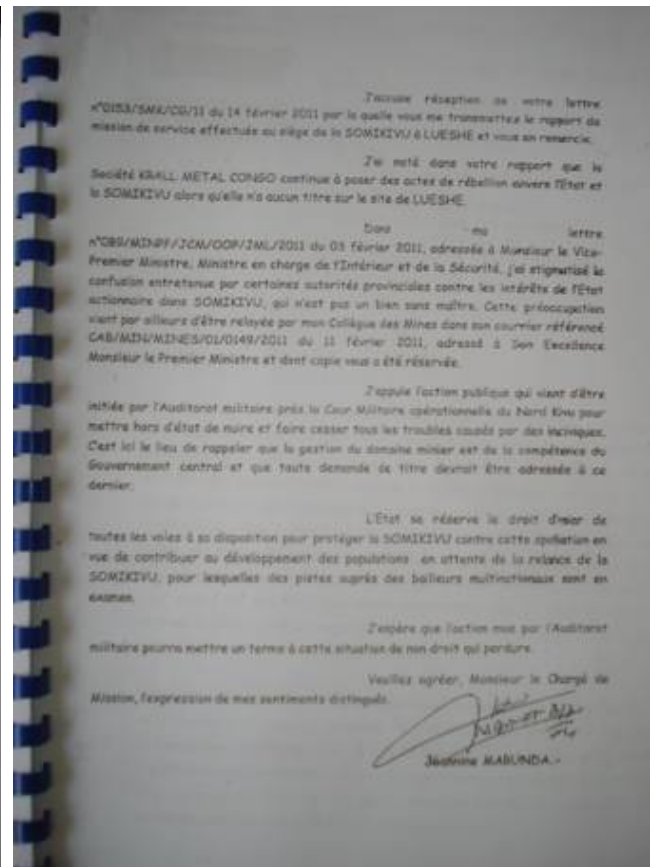 J'accuse réception de votre lettre
n°0153/SMK/CG/11 du 14 février 2011 par la quelle vous me transmettez le rapport de
mission de service effectuée au siège de la SOMIKIVU à LUESHE et vous en remercie.
J'ai noté dans votre rapport que la
Société KRALL METAL CONGO continue à poser des actes de rébellion envers l'Etat et
la SOMIKIVU alors qu'elle n'a aucun titre sur le site de LUESHE.
Dans ma lettre
n°089/MINPF/JCM/OOP/JML/2011 du 03 février 2011, adressée à Monsieur le Vice-
Premier Ministre, Ministre en charge de l'Intérieur et de la Sécurité, j'ai stigmatisé la
confusion entretenue par certaines autorités provinciales contre les intérêts de l'Etat
actionnaire dans SOMIKIVU, qui n'est pas un bien sans maître. Cette préoccupation
vient par ailleurs d'être relayée par mon Collègue des Mines dans son courrier référencé
CAB/MIN/MINES/01/0149/2011 du 11 février 2011, adressé à Son Excellence
Monsieur le Premier Ministre et dont copie vous a été réservée.
J'appuie l'action publique qui vient d'être
initiée par l'Auditorat militaire près la Cour Militaire opérationnelle du Nord Kivu pour
mettre hors d'état de nuire et faire cesser tous les troubles causés par des inciviques.
C'est ici le lieu de rappeler que la gestion du domaine minier est de la compétence du
Gouvernement central et que toute demande de titre devrait être adressée à ce
dernier.
L'Etat se réserve le droit d'user de
toutes les voies à sa disposition pour protéger la SOMIKIVU contre cette spoliation en
vue de contribuer au développement des populations en attente de la relance de la
SOMIKIVU, pour lesquelles des pistes auprès des bailleurs multinationaux sont en
examen.
J'espère que l'action mue par l'Auditorat
militaire pourra mettre un terme à cette situation de non droit qui perdure.
Veuillez agréer, Monsieur le Chargé de
Mission, l'expression de mes sentiments distingués.
Jeannine MABUNDA.-